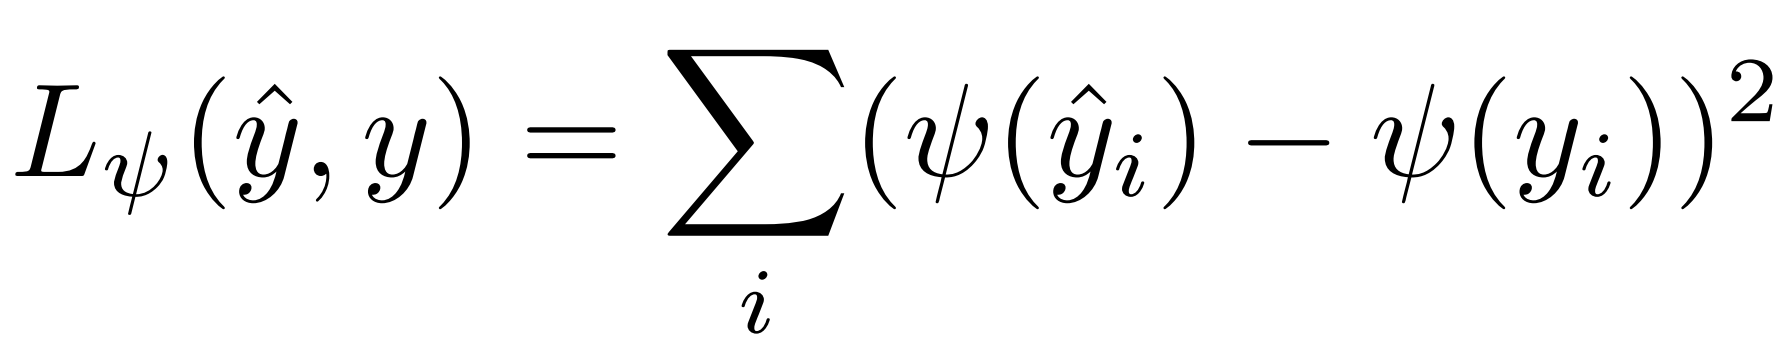 L_ψ(ŷ, y) = ∑_i (ψ(ŷ_i) − ψ(y_i))²